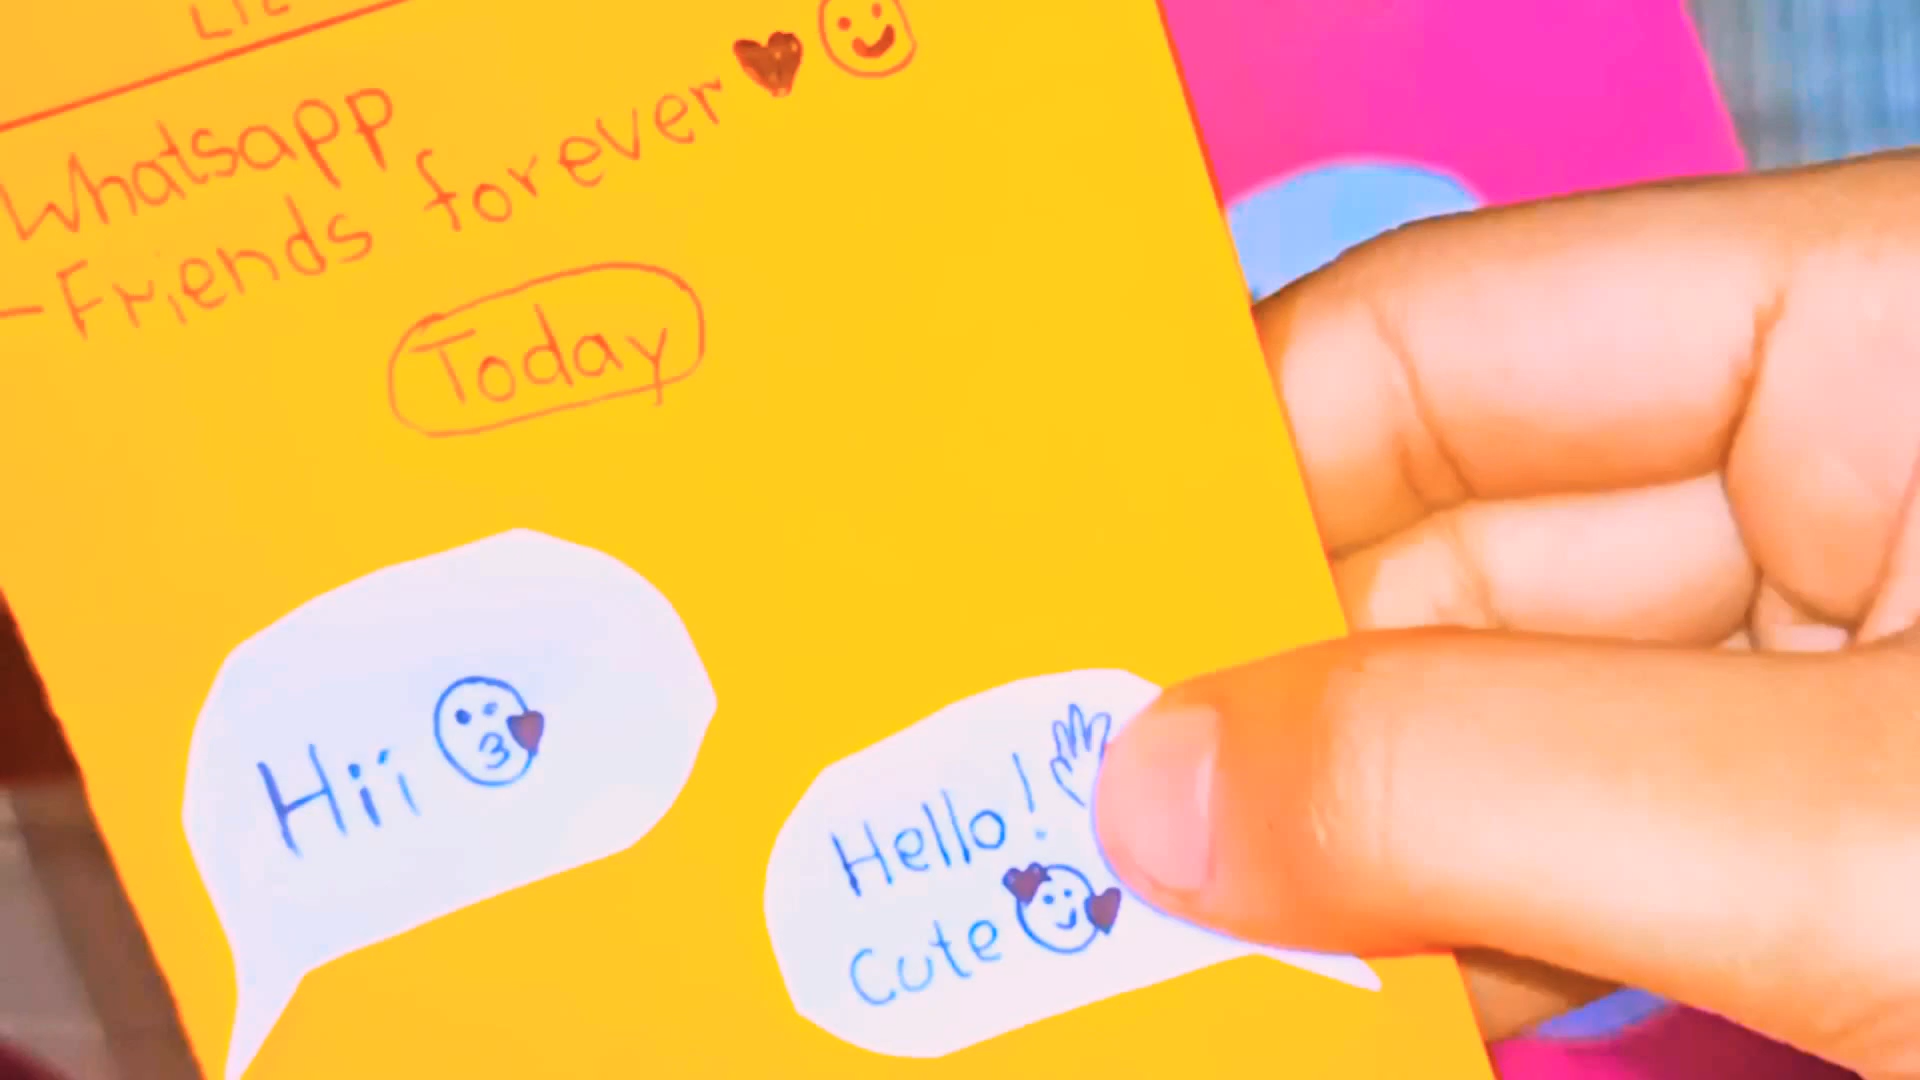 Whatsapp
-Friends forever
Today
Hii
Hello!
Cute